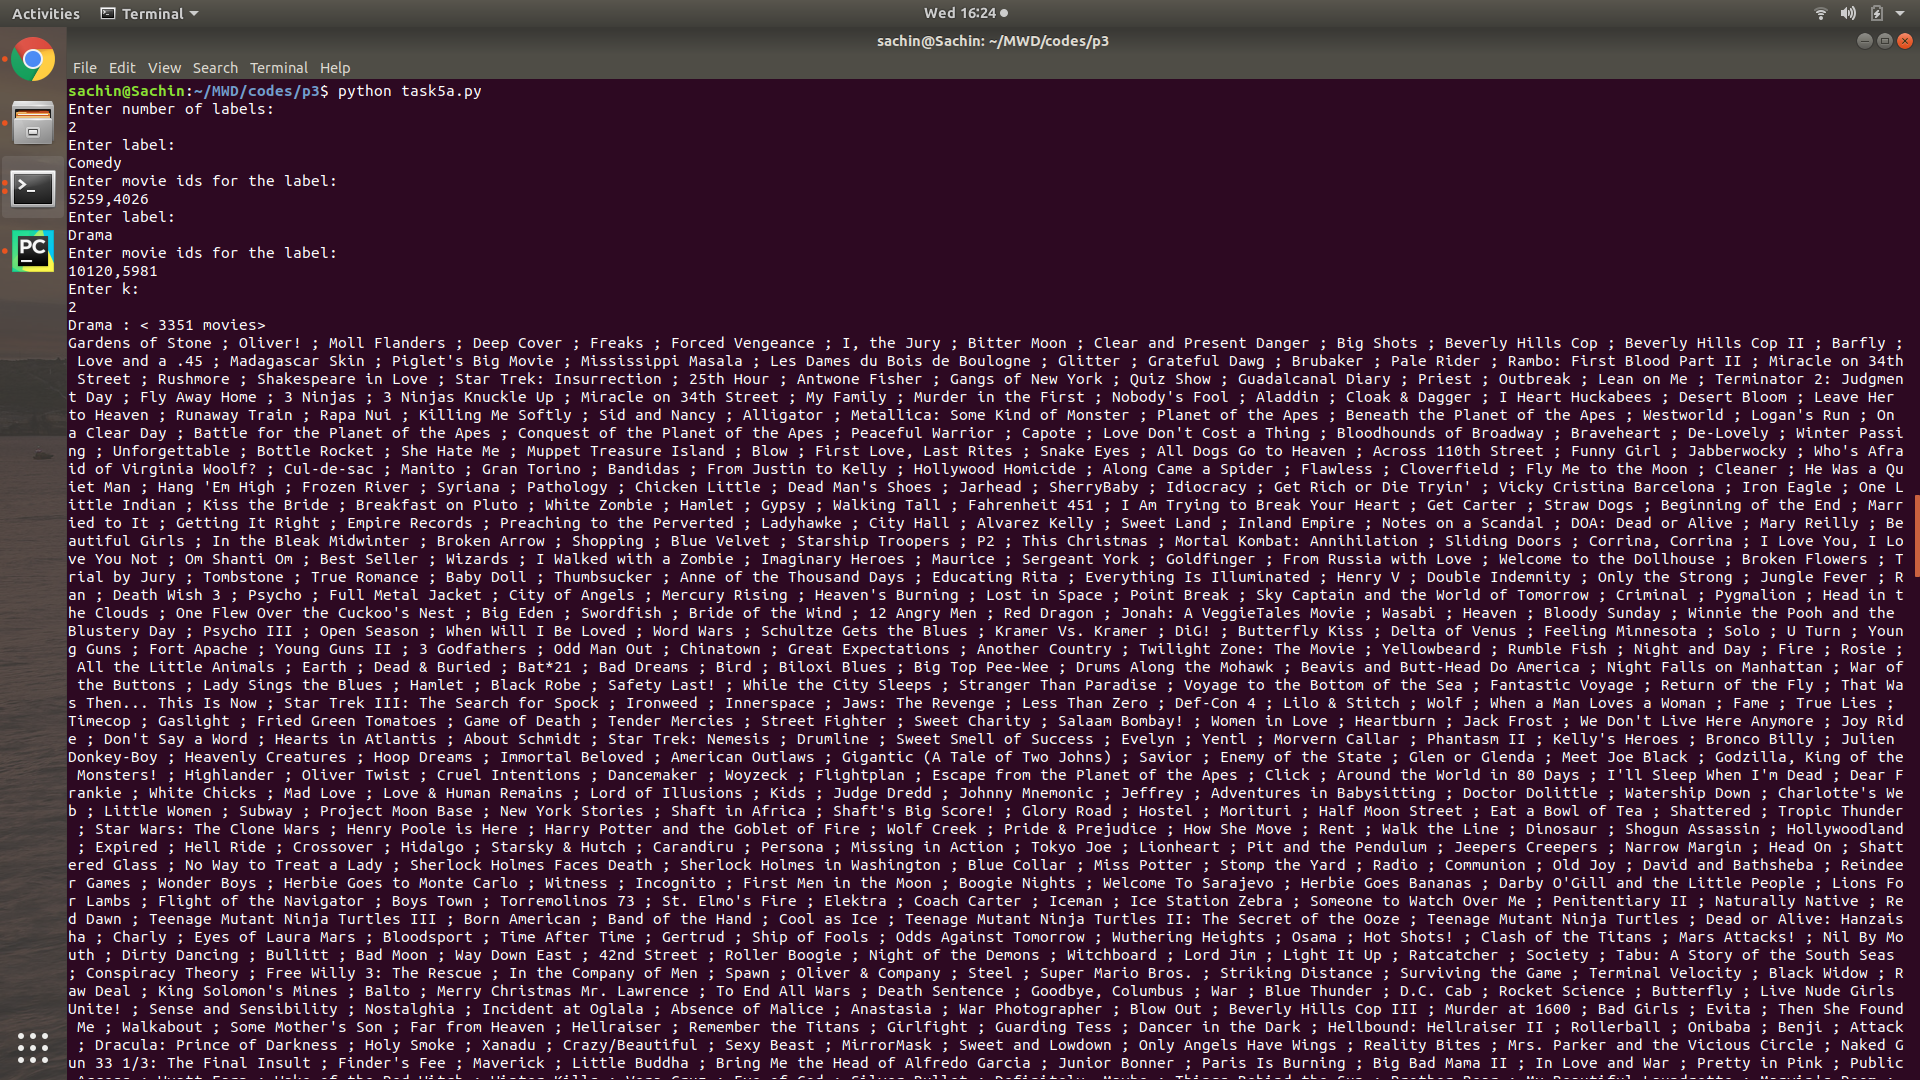 Activities Terminal Wed 16:24
sachin@Sachin: ~/MWD/codes/p3
File Edit View Search Terminal Help
sachin@Sachin:~/MWD/codes/p3$ python task5a.py
Enter number of labels:
2
Enter label:
Comedy
Enter movie ids for the label:
5259,4026
Enter label:
Drama
Enter movie ids for the label:
10120,5981
Enter k:
2
Drama : < 3351 movies>
Gardens of Stone ; Oliver! ; Moll Flanders ; Deep Cover ; Freaks ; Forced Vengeance ; I, the Jury ; Bitter Moon ; Clear and Present Danger ; Big Shots ; Beverly Hills Cop ; Beverly Hills Cop II ; Barfly ;
Love and a .45 ; Madagascar Skin ; Piglet's Big Movie ; Mississippi Masala ; Les Dames du Bois de Boulogne ; Glitter ; Grateful Dawg ; Brubaker ; Pale Rider ; Rambo: First Blood Part II ; Miracle on 34th
Street ; Rushmore ; Shakespeare in Love ; Star Trek: Insurrection ; 25th Hour ; Antwone Fisher ; Gangs of New York ; Quiz Show ; Guadalcanal Diary ; Priest ; Outbreak ; Lean on Me ; Terminator 2: Judgmen
t Day ; Fly Away Home ; 3 Ninjas ; 3 Ninjas Knuckle Up ; Miracle on 34th Street ; My Family ; Murder in the First ; Nobody's Fool ; Aladdin ; Cloak & Dagger ; I Heart Huckabees ; Desert Bloom ; Leave Her
to Heaven ; Runaway Train ; Rapa Nui ; Killing Me Softly ; Sid and Nancy ; Alligator ; Metallica: Some Kind of Monster ; Planet of the Apes ; Beneath the Planet of the Apes ; Westworld ; Logan's Run ; On
a Clear Day ; Battle for the Planet of the Apes ; Conquest of the Planet of the Apes ; Peaceful Warrior ; Capote ; Love Don't Cost a Thing ; Bloodhounds of Broadway ; Braveheart ; De-Lovely ; Winter Passi
ng ; Unforgettable ; Bottle Rocket ; She Hate Me ; Muppet Treasure Island ; Blow ; First Love, Last Rites ; Snake Eyes ; All Dogs Go to Heaven ; Across 110th Street ; Funny Girl ; Jabberwocky ; Who's Afra
id of Virginia Woolf? ; Cul-de-sac ; Manito ; Gran Torino ; Bandidas ; From Justin to Kelly ; Hollywood Homicide ; Along Came a Spider ; Flawless ; Cloverfield ; Fly Me to the Moon ; Cleaner ; He Was a Qu
iet Man ; Hang 'Em High ; Frozen River ; Syriana ; Pathology ; Chicken Little ; Dead Man's Shoes ; Jarhead ; SherryBaby ; Idiocracy ; Get Rich or Die Tryin' ; Vicky Cristina Barcelona ; Iron Eagle ; One L
ittle Indian ; Kiss the Bride ; Breakfast on Pluto ; White Zombie ; Hamlet ; Gypsy ; Walking Tall ; Fahrenheit 451 ; I Am Trying to Break Your Heart ; Get Carter ; Straw Dogs ; Beginning of the End ; Marr
ied to It ; Getting It Right ; Empire Records ; Preaching to the Perverted ; Ladyhawke ; City Hall ; Alvarez Kelly ; Sweet Land ; Inland Empire ; Notes on a Scandal ; DOA: Dead or Alive ; Mary Reilly ; Be
autiful Girls ; In the Bleak Midwinter ; Broken Arrow ; Shopping ; Blue Velvet ; Starship Troopers ; P2 ; This Christmas ; Mortal Kombat: Annihilation ; Sliding Doors ; Corrina, Corrina ; I Love You, I Lo
ve You Not ; Om Shanti Om ; Best Seller ; Wizards ; I Walked with a Zombie ; Imaginary Heroes ; Maurice ; Sergeant York ; Goldfinger ; From Russia with Love ; Welcome to the Dollhouse ; Broken Flowers ; T
rial by Jury ; Tombstone ; True Romance ; Baby Doll ; Thumbsucker ; Anne of the Thousand Days ; Educating Rita ; Everything Is Illuminated ; Henry V ; Double Indemnity ; Only the Strong ; Jungle Fever ; R
an ; Death Wish 3 ; Psycho ; Full Metal Jacket ; City of Angels ; Mercury Rising ; Heaven's Burning ; Lost in Space ; Point Break ; Sky Captain and the World of Tomorrow ; Criminal ; Pygmalion ; Head in t
he Clouds ; One Flew Over the Cuckoo's Nest ; Big Eden ; Swordfish ; Bride of the Wind ; 12 Angry Men ; Red Dragon ; Jonah: A VeggieTales Movie ; Wasabi ; Heaven ; Bloody Sunday ; Winnie the Pooh and the
Blustery Day ; Psycho III ; Open Season ; When Will I Be Loved ; Word Wars ; Schultze Gets the Blues ; Kramer Vs. Kramer ; DiG! ; Butterfly Kiss ; Delta of Venus ; Feeling Minnesota ; Solo ; U Turn ; Youn
g Guns ; Fort Apache ; Young Guns II ; 3 Godfathers ; Odd Man Out ; Chinatown ; Great Expectations ; Another Country ; Twilight Zone: The Movie ; Yellowbeard ; Rumble Fish ; Night and Day ; Fire ; Rosie ;
All the Little Animals ; Earth ; Dead & Buried ; Bat*21 ; Bad Dreams ; Bird ; Biloxi Blues ; Big Top Pee-Wee ; Drums Along the Mohawk ; Beavis and Butt-Head Do America ; Night Falls on Manhattan ; War of
the Buttons ; Lady Sings the Blues ; Hamlet ; Black Robe ; Safety Last! ; While the City Sleeps ; Stranger Than Paradise ; Voyage to the Bottom of the Sea ; Fantastic Voyage ; Return of the Fly ; That Wa
s Then... This Is Now ; Star Trek III: The Search for Spock ; Ironweed ; Innerspace ; Jaws: The Revenge ; Less Than Zero ; Def-Con 4 ; Lilo & Stitch ; Wolf ; When a Man Loves a Woman ; Fame ; True Lies ;
Timecop ; Gaslight ; Fried Green Tomatoes ; Game of Death ; Tender Mercies ; Street Fighter ; Sweet Charity ; Salaam Bombay! ; Women in Love ; Heartburn ; Jack Frost ; We Don't Live Here Anymore ; Joy Rid
e ; Don't Say a Word ; Hearts in Atlantis ; About Schmidt ; Star Trek: Nemesis ; Drumline ; Sweet Smell of Success ; Evelyn ; Yentl ; Morvern Callar ; Phantasm II ; Kelly's Heroes ; Bronco Billy ; Julien
Donkey-Boy ; Heavenly Creatures ; Hoop Dreams ; Immortal Beloved ; American Outlaws ; Gigantic (A Tale of Two Johns) ; Savior ; Enemy of the State ; Glen or Glenda ; Meet Joe Black ; Godzilla, King of the
Monsters! ; Highlander ; Oliver Twist ; Cruel Intentions ; Dancemaker ; Woyzeck ; Flightplan ; Escape from the Planet of the Apes ; Click ; Around the World in 80 Days ; I'll Sleep When I'm Dead ; Dear F
rankie ; White Chicks ; Mad Love ; Love & Human Remains ; Lord of Illusions ; Kids ; Judge Dredd ; Johnny Mnemonic ; Jeffrey ; Adventures in Babysitting ; Doctor Dolittle ; Watership Down ; Charlotte's We
b ; Little Women ; Subway ; Project Moon Base ; New York Stories ; Shaft in Africa ; Shaft's Big Score! ; Glory Road ; Hostel ; Morituri ; Half Moon Street ; Eat a Bowl of Tea ; Shattered ; Tropic Thunder
; Star Wars: The Clone Wars ; Henry Poole is Here ; Harry Potter and the Goblet of Fire ; Wolf Creek ; Pride & Prejudice ; How She Move ; Rent ; Walk the Line ; Dinosaur ; Shogun Assassin ; Hollywoodland
; Expired ; Hell Ride ; Crossover ; Hidalgo ; Starsky & Hutch ; Carandiru ; Persona ; Missing in Action ; Tokyo Joe ; Lionheart ; Pit and the Pendulum ; Jeepers Creepers ; Narrow Margin ; Head On ; Shatt
ered Glass ; No Way to Treat a Lady ; Sherlock Holmes Faces Death ; Sherlock Holmes in Washington ; Blue Collar ; Miss Potter ; Stomp the Yard ; Radio ; Communion ; Old Joy ; David and Bathsheba ; Reindee
r Games ; Wonder Boys ; Herbie Goes to Monte Carlo ; Witness ; Incognito ; First Men in the Moon ; Boogie Nights ; Welcome To Sarajevo ; Herbie Goes Bananas ; Darby O'Gill and the Little People ; Lions Fo
r Lambs ; Flight of the Navigator ; Boys Town ; Torremolinos 73 ; St. Elmo's Fire ; Elektra ; Coach Carter ; Iceman ; Ice Station Zebra ; Someone to Watch Over Me ; Penitentiary II ; Naturally Native ; Re
d Dawn ; Teenage Mutant Ninja Turtles III ; Born American ; Band of the Hand ; Cool as Ice ; Teenage Mutant Ninja Turtles II: The Secret of the Ooze ; Teenage Mutant Ninja Turtles ; Dead or Alive: Hanzais
ha ; Charly ; Eyes of Laura Mars ; Bloodsport ; Time After Time ; Gertrud ; Ship of Fools ; Odds Against Tomorrow ; Wuthering Heights ; Osama ; Hot Shots! ; Clash of the Titans ; Mars Attacks! ; Nil By Mo
uth ; Dirty Dancing ; Bullitt ; Bad Moon ; Way Down East ; 42nd Street ; Roller Boogie ; Night of the Demons ; Witchboard ; Lord Jim ; Light It Up ; Ratcatcher ; Society ; Tabu: A Story of the South Seas
; Conspiracy Theory ; Free Willy 3: The Rescue ; In the Company of Men ; Spawn ; Oliver & Company ; Steel ; Super Mario Bros. ; Striking Distance ; Surviving the Game ; Terminal Velocity ; Black Widow ; R
aw Deal ; King Solomon's Mines ; Balto ; Merry Christmas Mr. Lawrence ; To End All Wars ; Death Sentence ; Goodbye, Columbus ; War ; Blue Thunder ; D.C. Cab ; Rocket Science ; Butterfly ; Live Nude Girls
Unite! ; Sense and Sensibility ; Nostalghia ; Incident at Oglala ; Absence of Malice ; Anastasia ; War Photographer ; Blow Out ; Beverly Hills Cop III ; Murder at 1600 ; Bad Girls ; Evita ; Then She Found
Me ; Walkabout ; Some Mother's Son ; Far from Heaven ; Hellraiser ; Remember the Titans ; Girlfight ; Guarding Tess ; Dancer in the Dark ; Hellbound: Hellraiser II ; Rollerball ; Onibaba ; Benji ; Attack
; Dracula: Prince of Darkness ; Holy Smoke ; Xanadu ; Crazy/Beautiful ; Sexy Beast ; MirrorMask ; Sweet and Lowdown ; Only Angels Have Wings ; Reality Bites ; Mrs. Parker and the Vicious Circle ; Naked G
un 33 1/3: The Final Insult ; Finder's Fee ; Maverick ; Little Buddha ; Bring Me the Head of Alfredo Garcia ; Junior Bonner ; Paris Is Burning ; Big Bad Mama II ; In Love and War ; Pretty in Pink ; Public
PC